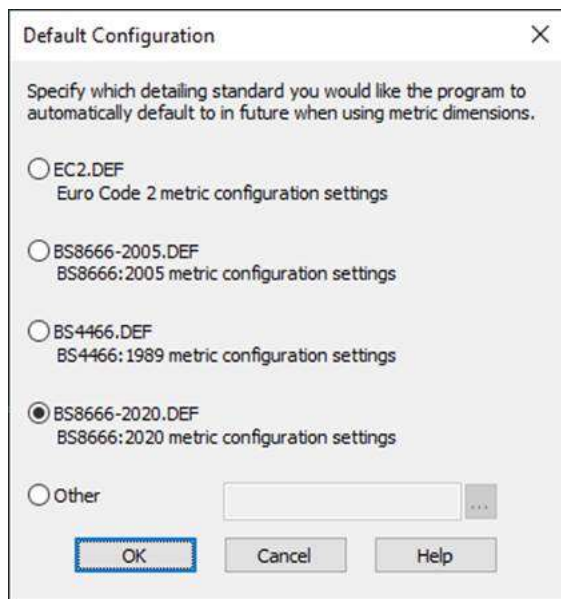 Default Configuration
Specify which detailing standard you would like the program to
automatically default to in future when using metric dimensions.
EC2.DEF
Euro Code 2 metric configuration settings
BS8666-2005.DEF
BS8666:2005 metric configuration settings
BS4466.DEF
BS4466:1989 metric configuration settings
BS8666-2020.DEF
BS8666:2020 metric configuration settings
Other
...
OK Cancel Help